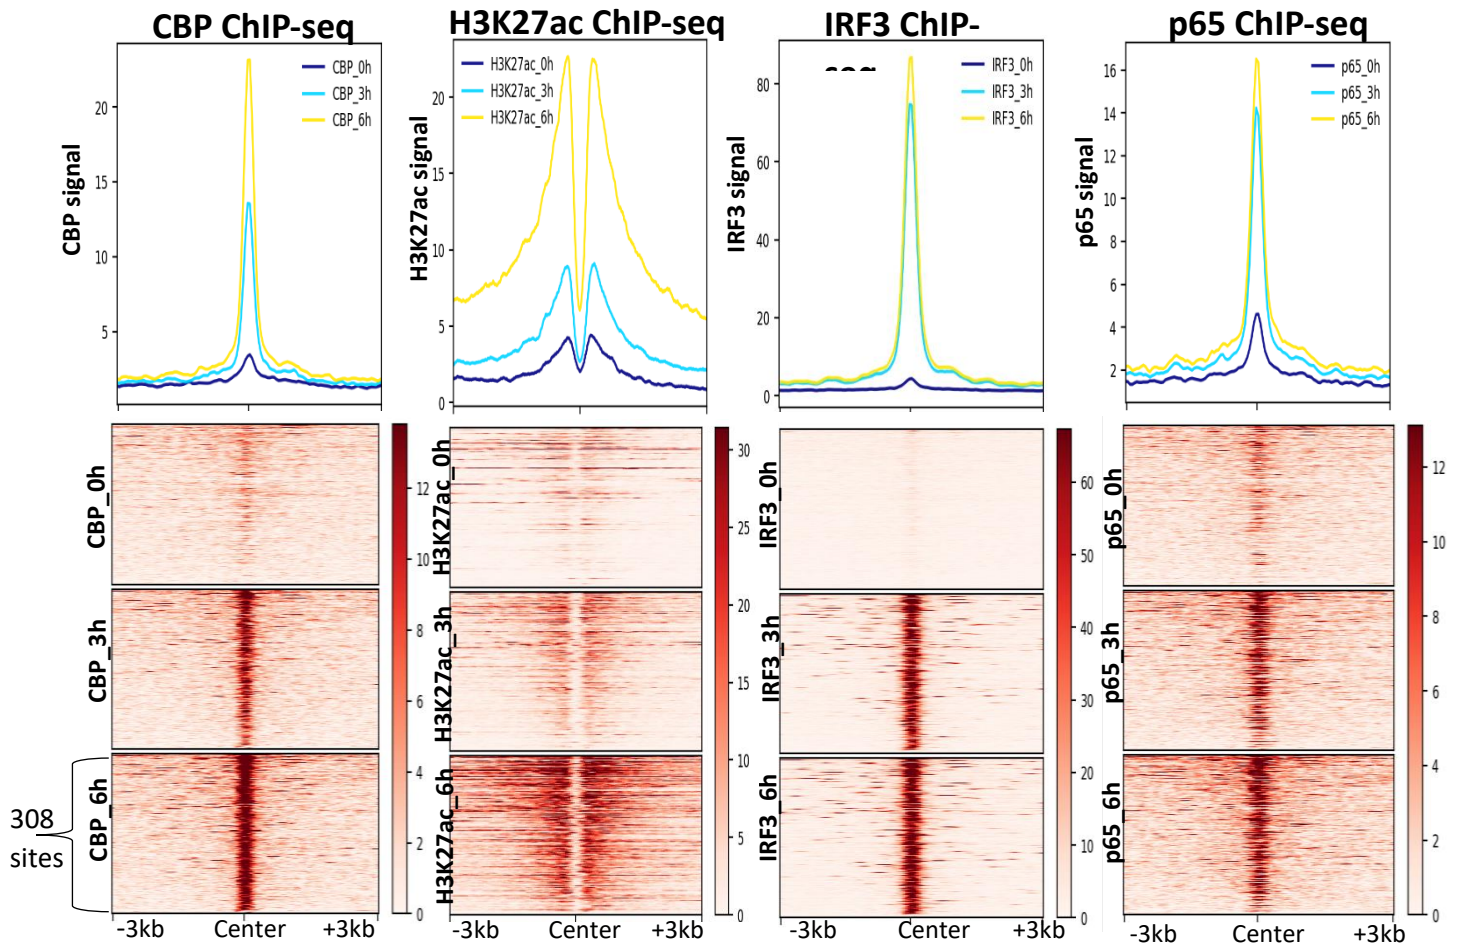 CBP ChIP-seq
CBP signal
CBP_0h
CBP_3h
CBP_6h
20
15
10
5
H3K27ac ChIP-seq
H3K27ac signal
H3K27ac_0h
H3K27ac_3h
H3K27ac_6h
20
15
10
5
0
IRF3 ChIP-
seq
IRF3 signal
IRF3_0h
IRF3_3h
IRF3_6h
80
60
40
20
0
p65 ChIP-seq
p65 signal
p65_0h
p65_3h
p65_6h
16
14
12
10
8
6
4
2
CBP_0h
CBP_3h
CBP_6h
308
sites
12
10
8
6
4
2
0
-3kb Center +3kb
H3K27ac_0h
H3K27ac_3h
H3K27ac_6h
30
25
20
15
10
5
0
-3kb Center +3kb
IRF3_0h
IRF3_3h
IRF3_6h
60
50
40
30
20
10
0
-3kb Center +3kb
p65_0h
p65_3h
p65_6h
12
10
8
6
4
2
0
-3kb Center +3kb